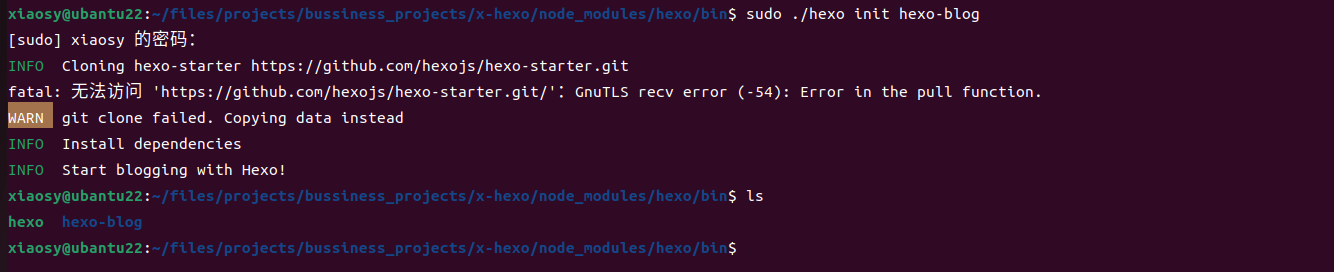 xiaosy@ubantu22:~/files/projects/bussiness_projects/x-hexo/node_modules/hexo/bin$ sudo ./hexo init hexo-blog
[sudo] xiaosy 的密码：
INFO  Cloning hexo-starter https://github.com/hexojs/hexo-starter.git
fatal: 无法访问 'https://github.com/hexojs/hexo-starter.git/'：GnuTLS recv error (-54): Error in the pull function.
WARN  git clone failed. Copying data instead
INFO  Install dependencies
INFO  Start blogging with Hexo!
xiaosy@ubantu22:~/files/projects/bussiness_projects/x-hexo/node_modules/hexo/bin$ ls
hexo  hexo-blog
xiaosy@ubantu22:~/files/projects/bussiness_projects/x-hexo/node_modules/hexo/bin$